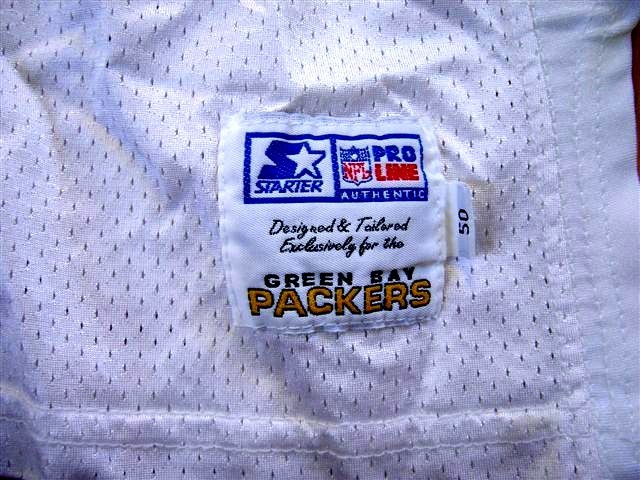 STARTER
NFL
PRO
LINE
AUTHENTIC
Designed & Tailored
Exclusively for the
GREEN BAY
PACKERS
50